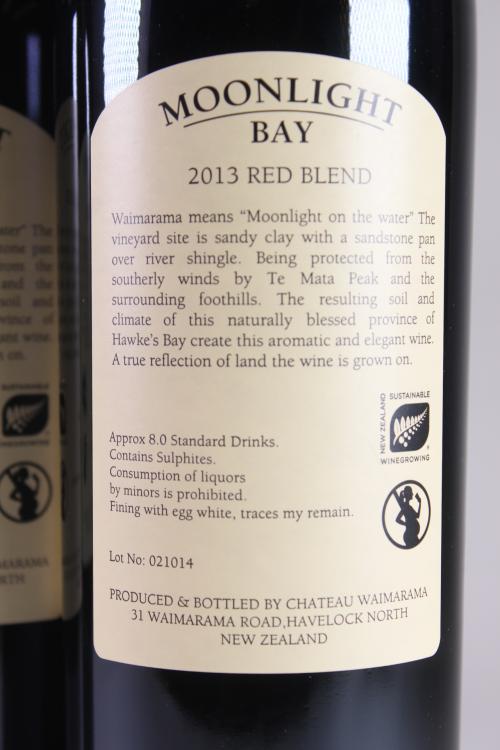 MOONLIGHT
BAY
2013 RED BLEND
Waimarama means “Moonlight on the water” The
vineyard site is sandy clay with a sandstone pan
over river shingle. Being protected from the
southerly winds by Te Mata Peak and the
surrounding foothills. The resulting soil and
climate of this naturally blessed province of
Hawke's Bay create this aromatic and elegant wine.
A true reflection of land the wine is grown on.
NEW ZEALAND
SUSTAINABLE
WINEGROWING
Approx 8.0 Standard Drinks.
Contains Sulphites.
Consumption of liquors
by minors is prohibited.
Fining with egg white, traces my remain.
Lot No: 021014
PRODUCED & BOTTLED BY CHATEAU WAIMARAMA
31 WAIMARAMA ROAD,HAVELOCK NORTH
NEW ZEALAND